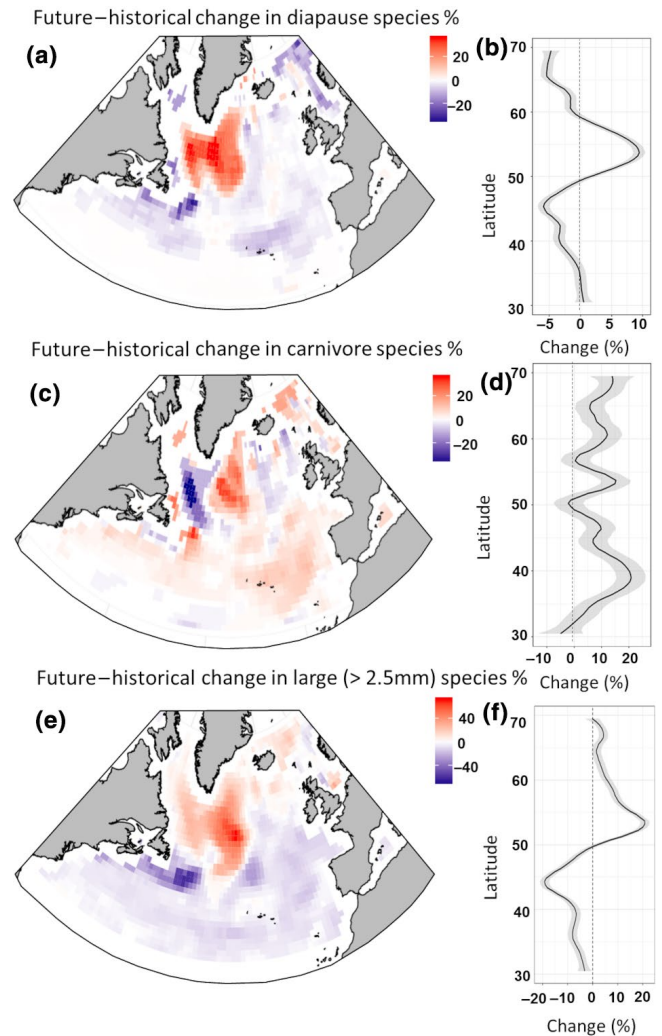 Future–historical change in diapause species %
(a)
20
0
−20
(b)
70
60
50
40
30
Latitude
−5 0 5 10
Change (%)
Future–historical change in carnivore species %
(c)
20
0
−20
(d)
70
60
50
40
30
Latitude
−10 0 10 20
Change (%)
Future–historical change in large (> 2.5mm) species %
(e)
40
0
−40
(f)
70
60
50
40
30
Latitude
−20 −10 0 10 20
Change (%)